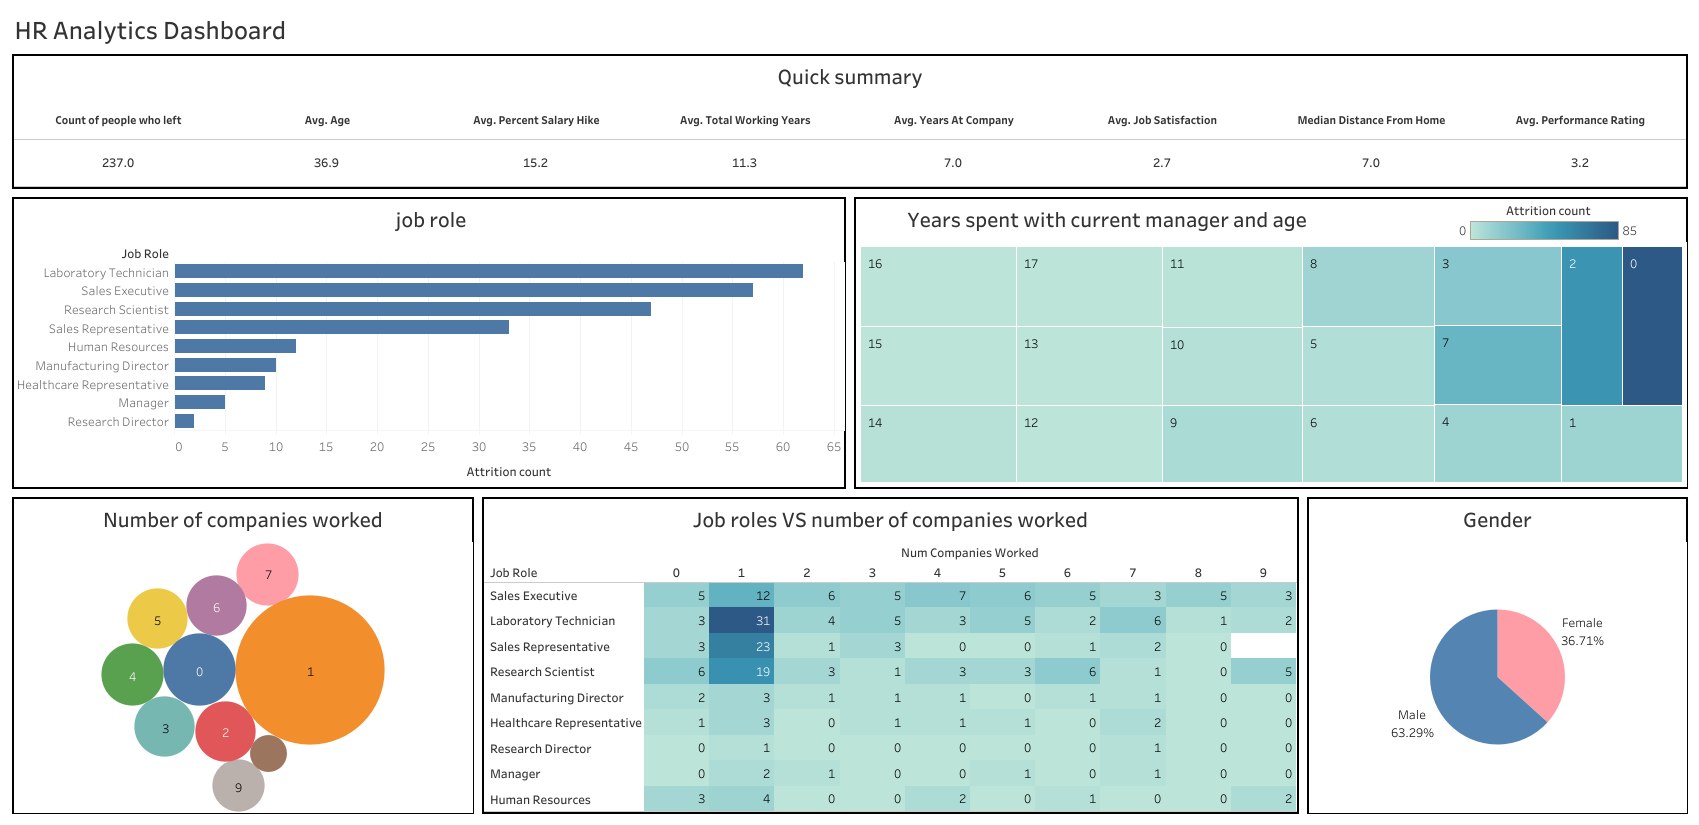 HR Analytics Dashboard
Quick summary
Count of people who left Avg. Age Avg. Percent Salary Hike Avg. Total Working Years Avg. Years At Company Avg. Job Satisfaction Median Distance From Home Avg. Performance Rating
237.0 36.9 15.2 11.3 7.0 2.7 7.0 3.2
job role
Job Role
Laboratory Technician
Sales Executive
Research Scientist
Sales Representative
Human Resources
Manufacturing Director
Healthcare Representative
Manager
Research Director
0 5 10 15 20 25 30 35 40 45 50 55 60 65
Attrition count
Years spent with current manager and age
Attrition count
0 85
16 17 11 8 3 2 0
15 13 10 5 7
14 12 9 6 4 1
Number of companies worked
7
6
5
1
0
4
3
2
9
Job roles VS number of companies worked
Num Companies Worked
Job Role 0 1 2 3 4 5 6 7 8 9
Sales Executive 5 12 6 5 7 6 5 3 5 3
Laboratory Technician 3 31 4 5 3 5 2 6 1 2
Sales Representative 3 23 1 3 0 0 1 2 0
Research Scientist 6 19 3 1 3 3 6 1 0 5
Manufacturing Director 2 3 1 1 1 0 1 1 0 0
Healthcare Representative 1 3 0 1 1 1 0 2 0 0
Research Director 0 1 0 0 0 0 0 1 0 0
Manager 0 2 1 0 0 1 0 1 0 0
Human Resources 3 4 0 0 2 0 1 0 0 2
Gender
Female
36.71%
Male
63.29%